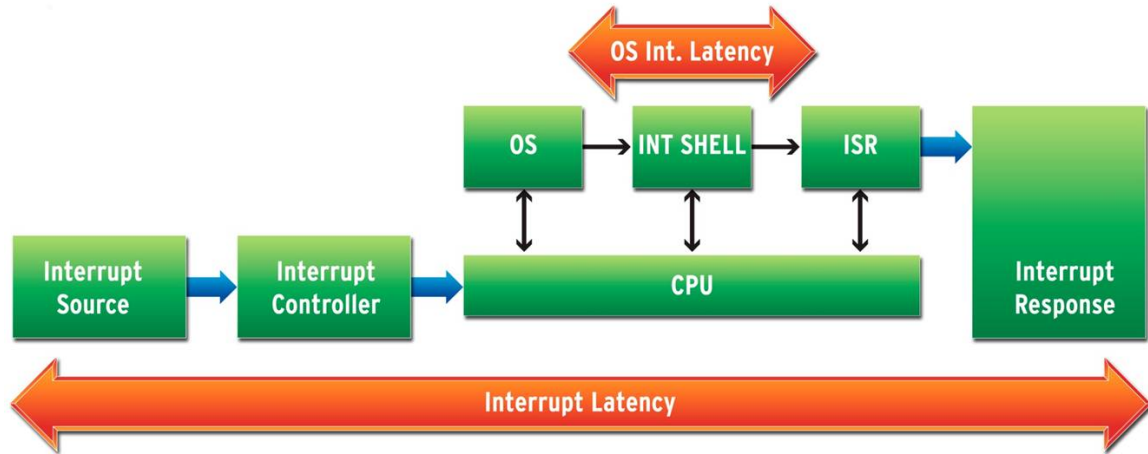 OS Int. Latency
OS
INT SHELL
ISR
Interrupt
Source
Interrupt
Controller
CPU
Interrupt
Response
Interrupt Latency